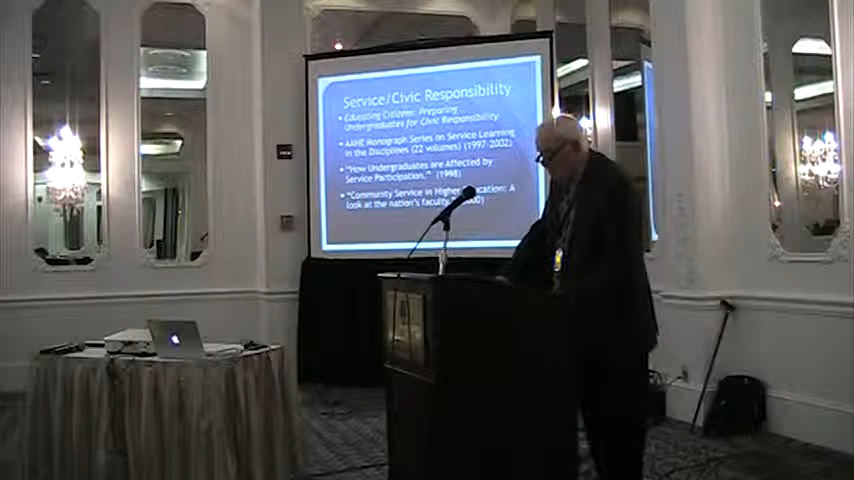 Service/Civic Responsibility
• Educating Citizens: Preparing
Undergraduates for Civic Responsibility
• AAHE Monograph Series on Service Learning
in the Disciplines (22 volumes) (1997-2002)
• "How Undergraduates are Affected by
Service Participation." (1998)
• "Community Service in Higher Education: A
look at the nation's faculty